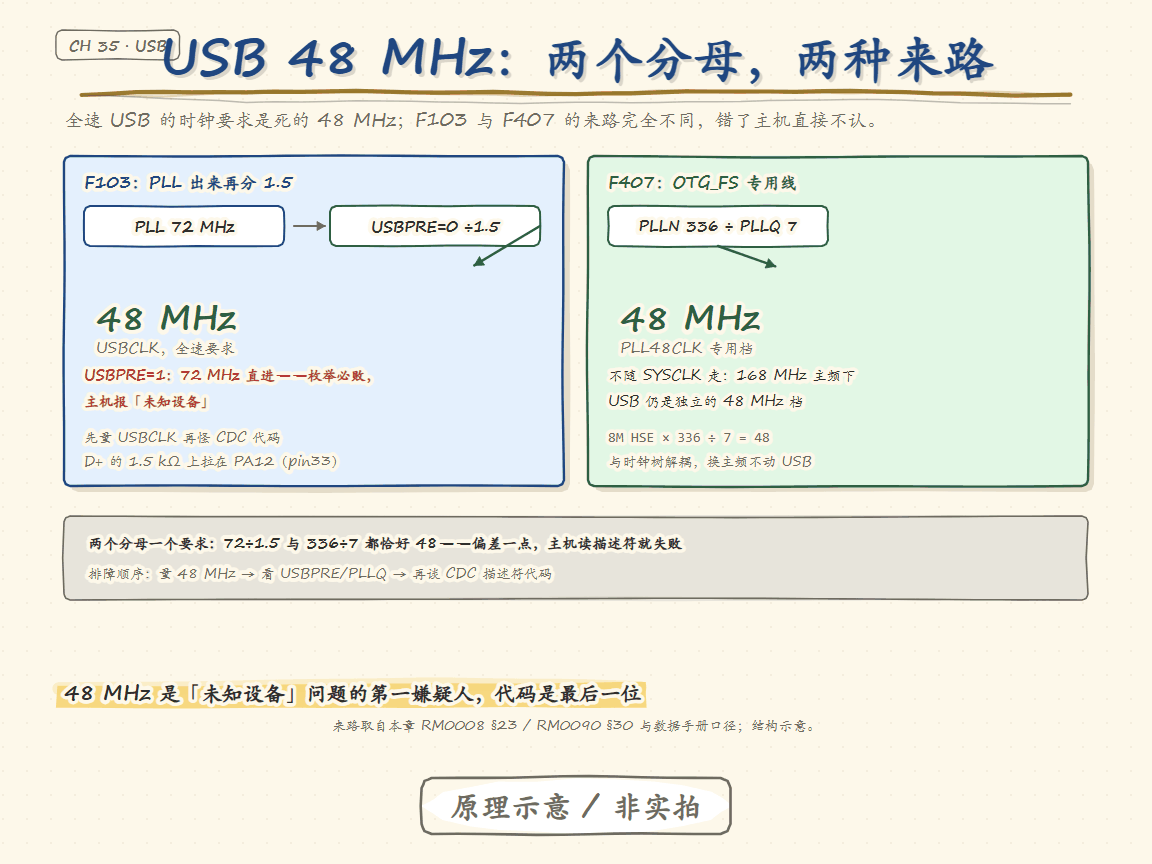 CH 35 · USB
USB 48 MHz：两个分母，两种来路
全速 USB 的时钟要求是死的 48 MHz；F103 与 F407 的来路完全不同，错了主机直接不认。
F103：PLL 出来再分 1.5
PLL 72 MHz
USBPRE=0 ÷1.5
48 MHz
USBCLK，全速要求
USBPRE=1：72 MHz 直进——枚举必败，
主机报「未知设备」
先量 USBCLK 再怪 CDC 代码
D+ 的 1.5 kΩ 上拉在 PA12（pin33）
F407：OTG_FS 专用线
PLLN 336 ÷ PLLQ 7
48 MHz
PLL48CLK 专用档
不随 SYSCLK 走：168 MHz 主频下
USB 仍是独立的 48 MHz 档
8M HSE × 336 ÷ 7 = 48
与时钟树解耦，换主频不动 USB
两个分母一个要求：72÷1.5 与 336÷7 都恰好 48——偏差一点，主机读描述符就失败
排障顺序：量 48 MHz → 看 USBPRE/PLLQ → 再谈 CDC 描述符代码
48 MHz 是「未知设备」问题的第一嫌疑人，代码是最后一位
来路取自本章 RM0008 §23 / RM0090 §30 与数据手册口径；结构示意。
原理示意 / 非实拍